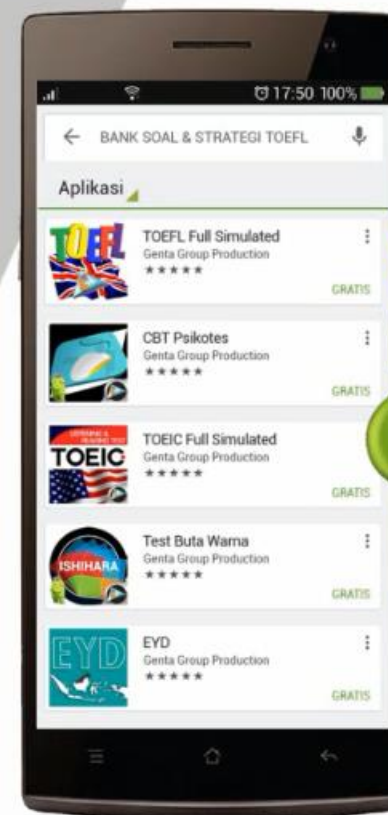 17:50 100%
BANK SOAL & STRATEGI TOEFL
Aplikasi
TOEFL
TOEFL Full Simulated
Genta Group Production
GRATIS
CBT Psikotes
Genta Group Production
GRATIS
LISTENING &
READING TEST
TOEIC
TOEIC Full Simulated
Genta Group Production
GRATIS
ISHIHARA
Test Buta Warna
Genta Group Production
GRATIS
EYD
EYD
Genta Group Production
GRATIS